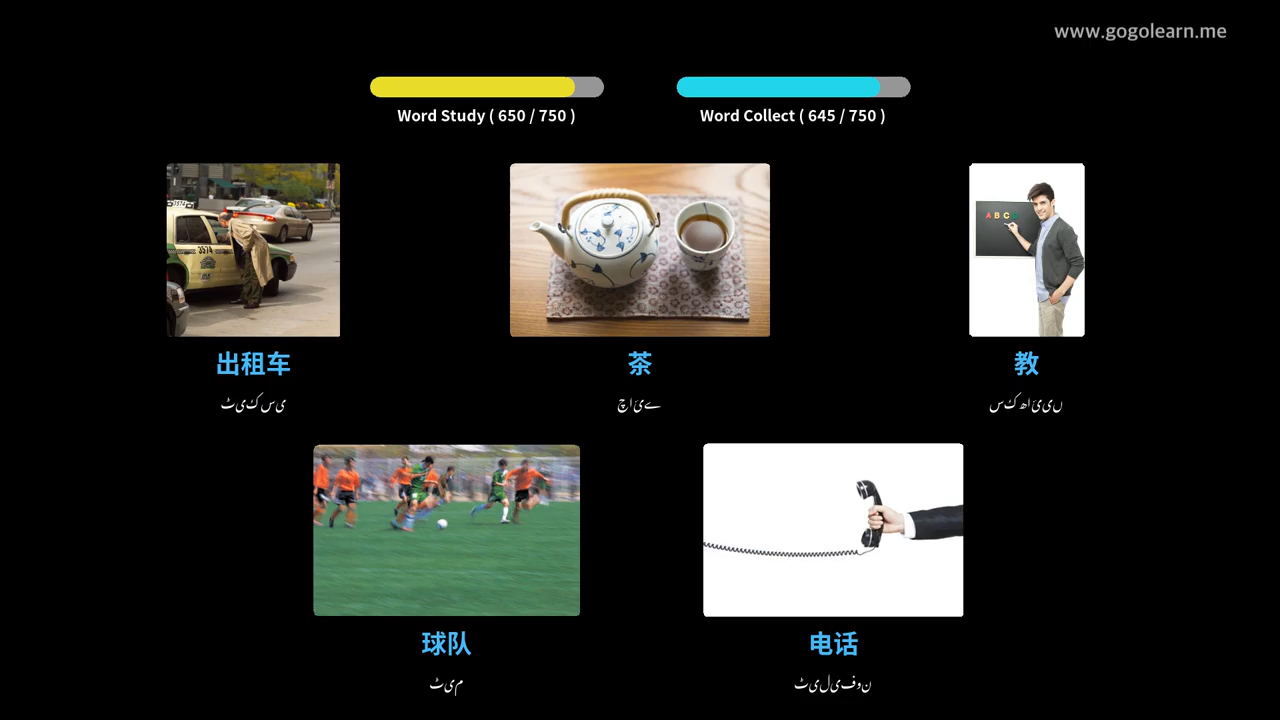 www.gogolearn.me
Word Study ( 650 / 750 )
Word Collect ( 645 / 750 )
3574
A B C
出租车
茶
教
ٹیکسی
چائے
سکھائیں
球队
电话
ٹیم
ٹیلیفون